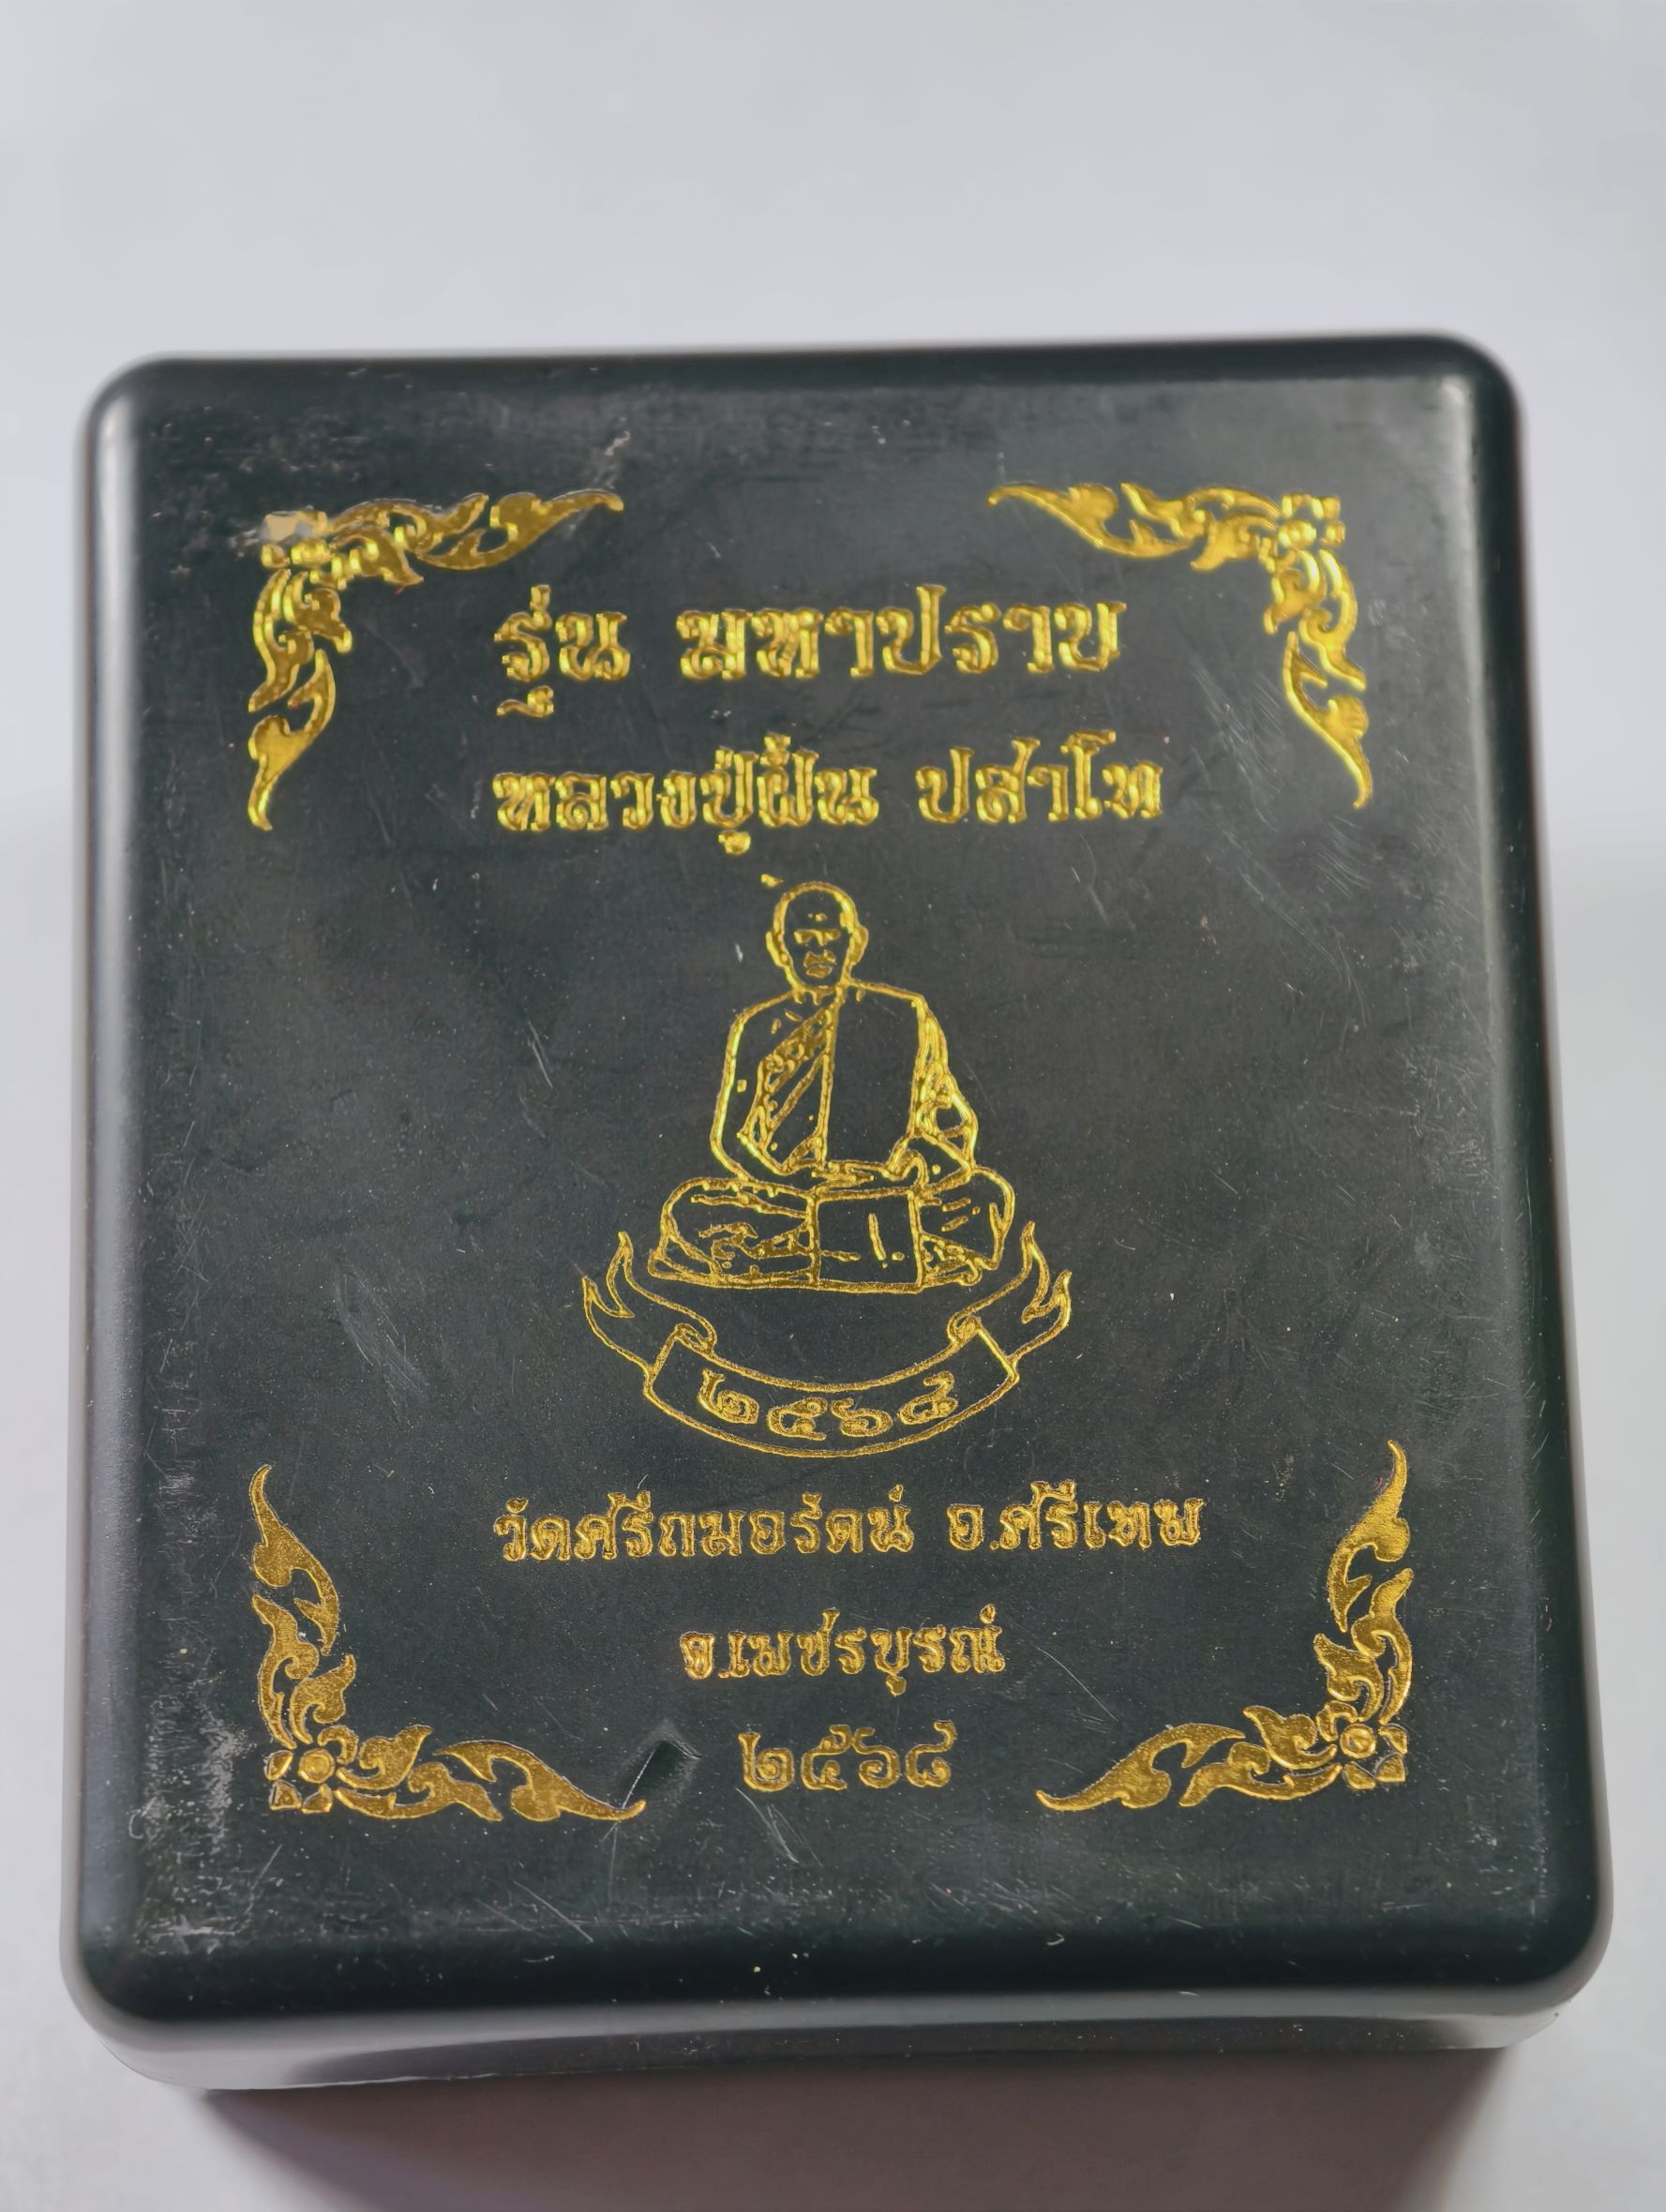 รุ่น มหาปราบ
หลวงปู่ฝั้น ปสาโท
๒๕๖๘
วัดศรีถมอรัตน์ อ.ศรีเทพ
จ.เพชรบูรณ์
๒๕๖๘